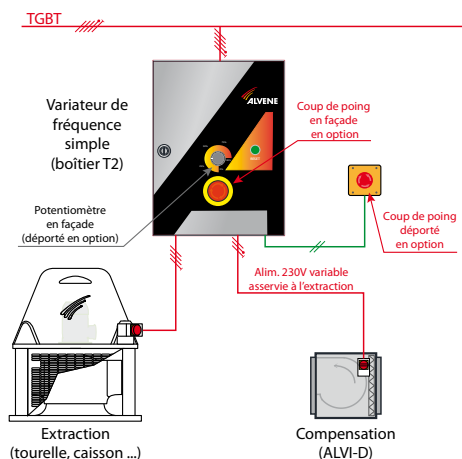 TGBT
ALVENE
Variateur de
fréquence
simple
(boîtier T2)
Coup de poing
en façade
en option
Potentiomètre
en façade
(déporté en option)
Coup de poing
déporté
en option
Alim. 230V variable
asservie à l'extraction
Extraction
(tourelle, caisson ...)
Compensation
(ALVI-D)